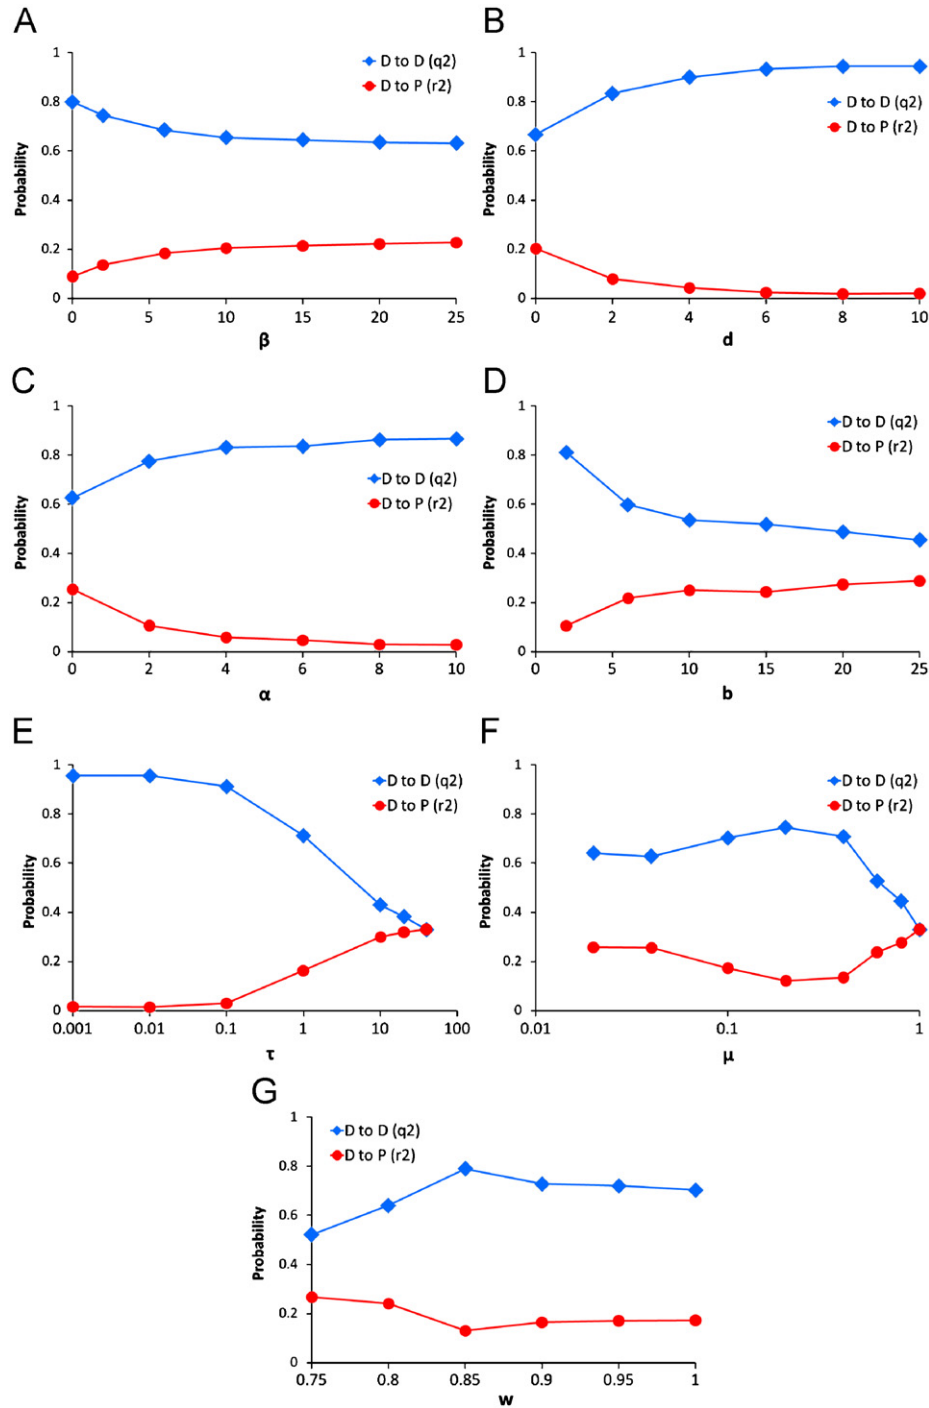 A
1
0.8
0.6
0.4
0.2
0
Probability
D to D (q2)
D to P (r2)
0 5 10 15 20 25
β
B
1
0.8
0.6
0.4
0.2
0
Probability
D to D (q2)
D to P (r2)
0 2 4 6 8 10
d
C
1
0.8
0.6
0.4
0.2
0
Probability
D to D (q2)
D to P (r2)
0 2 4 6 8 10
α
D
1
0.8
0.6
0.4
0.2
0
Probability
D to D (q2)
D to P (r2)
0 5 10 15 20 25
b
E
1
0.8
0.6
0.4
0.2
0
Probability
D to D (q2)
D to P (r2)
0.001 0.01 0.1 1 10 100
τ
F
1
0.8
0.6
0.4
0.2
0
Probability
D to D (q2)
D to P (r2)
0.01 0.1 1
μ
G
1
0.8
0.6
0.4
0.2
0
Probability
D to D (q2)
D to P (r2)
0.75 0.8 0.85 0.9 0.95 1
w